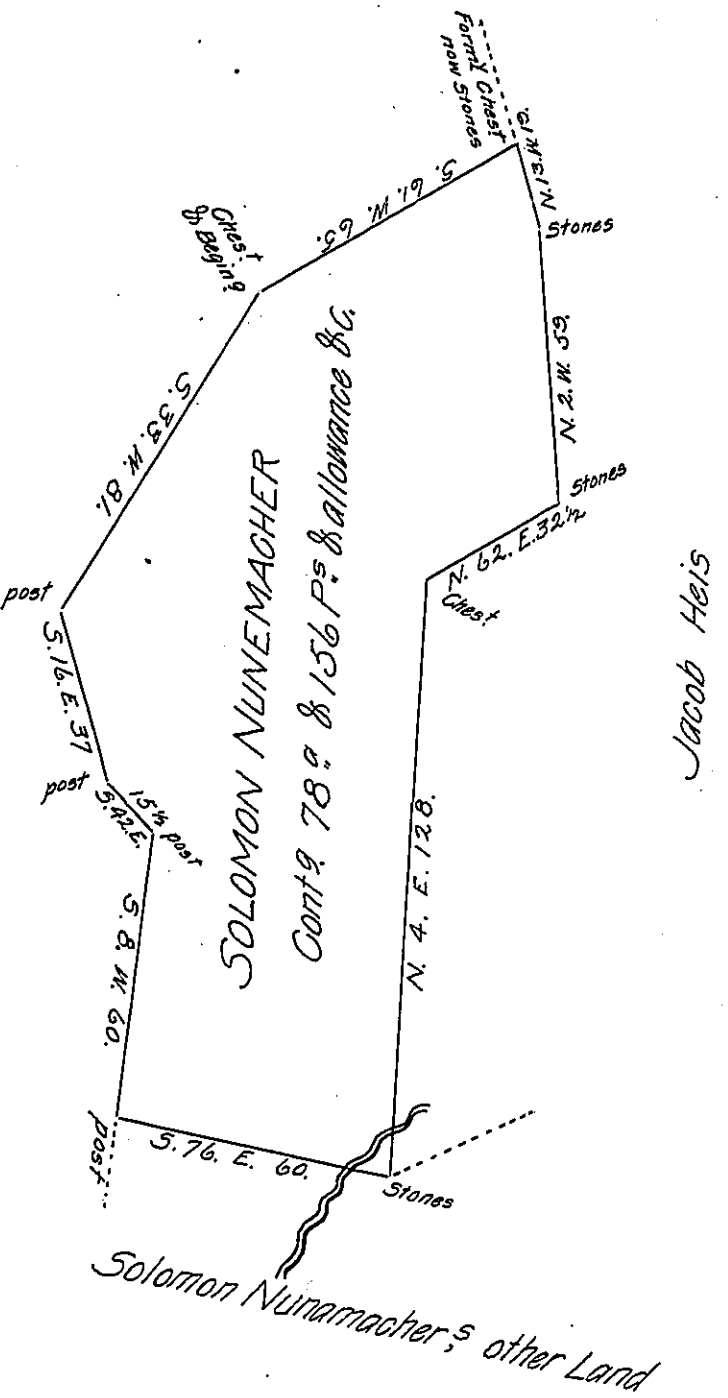 Form.ly Chest
now Stones
N. 13. W. 19.
Stones
S. 61. W. 65.
Chest
& Begin.g
N. 2. W. 59.
Stones
N. 62. E. 32½
Chest
S. 33. W. 81.
post
S. 16. E. 37
post
S. 42. E.
15½ post
SOLOMON NUNEMACHER
Cont.g 78.a & 156 P.s & allowance &c.
Jacob Heis
N. 4. E. 128.
S. 8. W. 60.
post
S. 76. E. 60.
Stones
Solomon Nunamacher,s other Land